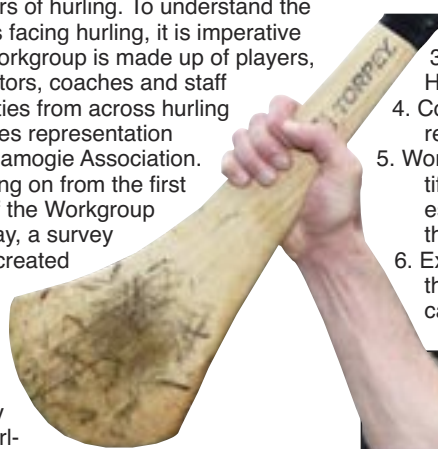 rs of hurling. To understand the
s facing hurling, it is imperative
orkgroup is made up of players,
tors, coaches and staff
ties from across hurling
es representation
amogie Association.
ng on from the first
f the Workgroup
ay, a survey
created
y
rl-
TORPEY
3
H
4. Co
re
5. Wor
tif
e
th
6. Ex
th
ca